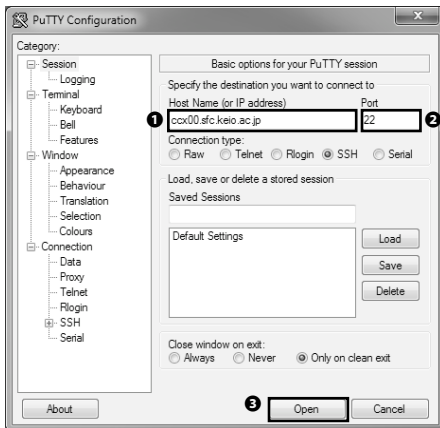 PuTTY Configuration
Category:
Session
Logging
Terminal
Keyboard
Bell
Features
Window
Appearance
Behaviour
Translation
Selection
Colours
Connection
Data
Proxy
Telnet
Rlogin
SSH
Serial
Basic options for your PuTTY session
Specify the destination you want to connect to
Host Name (or IP address) Port
❶ ccx00.sfc.keio.ac.jp 22 ❷
Connection type:
Raw Telnet Rlogin SSH Serial
Load, save or delete a stored session
Saved Sessions
Default Settings
Load
Save
Delete
Close window on exit:
Always Never Only on clean exit
About ❸ Open Cancel